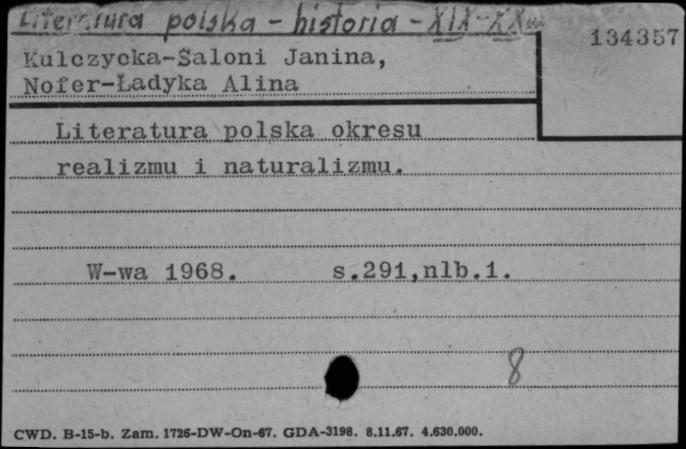 Literatura polska - historia - XIX-XX w.
134357
Kulczycka-Saloni Janina,
Nofer-Ładyka Alina
Literatura polska okresu
realizmu i naturalizmu.
W-wa 1968. s.291,nlb.1.
8
CWD. B-15-b. Zam. 1726-DW-On-67. GDA-3198. 8.11.67. 4.630.000.